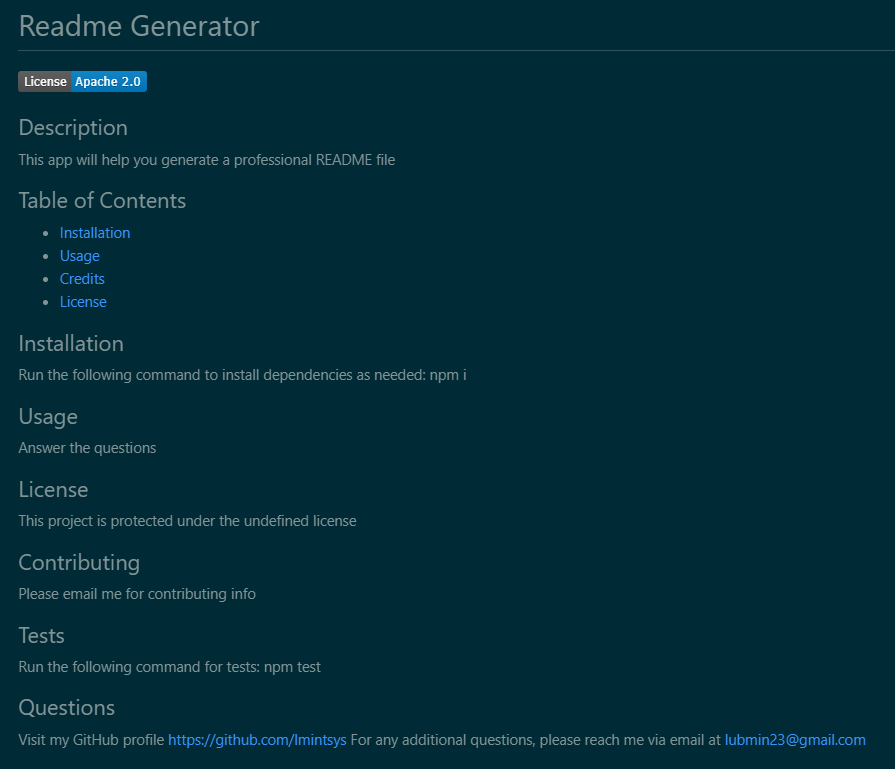 Readme Generator
License Apache 2.0
Description
This app will help you generate a professional README file
Table of Contents
Installation
Usage
Credits
License
Installation
Run the following command to install dependencies as needed: npm i
Usage
Answer the questions
License
This project is protected under the undefined license
Contributing
Please email me for contributing info
Tests
Run the following command for tests: npm test
Questions
Visit my GitHub profile https://github.com/lmintsys For any additional questions, please reach me via email at lubmin23@gmail.com